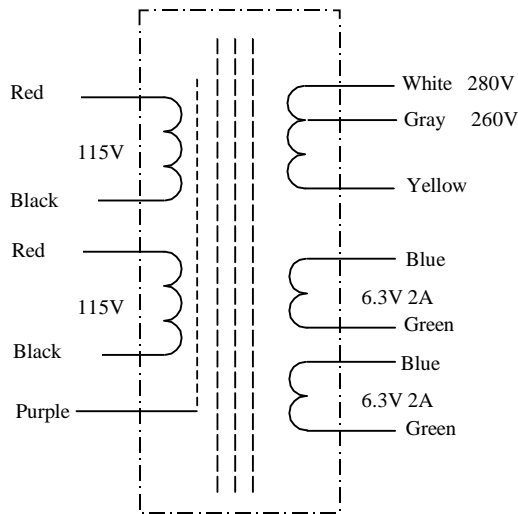 Red
115V
Black
Red
115V
Black
Purple
White 280V
Gray 260V
Yellow
Blue
6.3V 2A
Green
Blue
6.3V 2A
Green